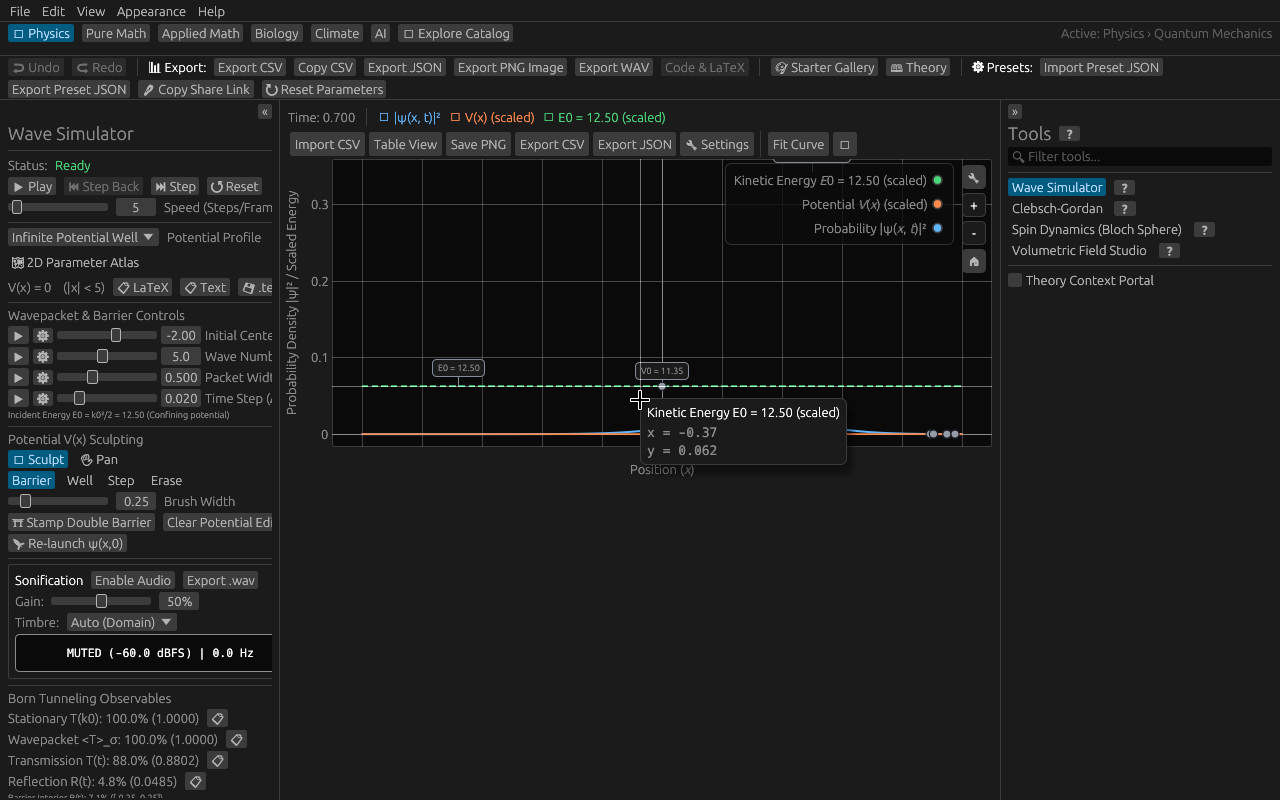 File Edit View Appearance Help
Physics Pure Math Applied Math Biology Climate AI Explore Catalog Active: Physics › Quantum Mechanics
Undo Redo Export: Export CSV Copy CSV Export JSON Export PNG Image Export WAV Code & LaTeX Starter Gallery Theory Presets: Import Preset JSON
Export Preset JSON Copy Share Link Reset Parameters
«
Wave Simulator
Status: Ready
Play Step Back Step Reset
5 Speed (Steps/Fram
Infinite Potential Well Potential Profile
2D Parameter Atlas
V(x) = 0 (|x| < 5) LaTeX Text .te
Wavepacket & Barrier Controls
-2.00 Initial Cente
5.0 Wave Numb
0.500 Packet Widt
0.020 Time Step (
Incident Energy E0 = k0²/2 = 12.50 (Confining potential)
Potential V(x) Sculpting
Sculpt Pan
Barrier Well Step Erase
0.25 Brush Width
Stamp Double Barrier Clear Potential Edi
Re-launch ψ(x,0)
Sonification Enable Audio Export .wav
Gain: 50%
Timbre: Auto (Domain)
MUTED (-60.0 dBFS) | 0.0 Hz
Born Tunneling Observables
Stationary T(k0): 100.0% (1.0000)
Wavepacket <T>_σ: 100.0% (1.0000)
Transmission T(t): 88.0% (0.8802)
Reflection R(t): 4.8% (0.0485)
Time: 0.700 |ψ(x, t)|² V(x) (scaled) E0 = 12.50 (scaled)
Import CSV Table View Save PNG Export CSV Export JSON Settings Fit Curve
Probability Density |ψ|² / Scaled Energy
0.3
0.2
0.1
0
Kinetic Energy E0 = 12.50 (scaled)
Potential V(x) (scaled)
Probability |ψ(x, t)|²
+
-
E0 = 12.50
V0 = 11.35
Kinetic Energy E0 = 12.50 (scaled)
x = -0.37
y = 0.062
Position (x)
»
Tools ?
Filter tools...
Wave Simulator ?
Clebsch-Gordan ?
Spin Dynamics (Bloch Sphere) ?
Volumetric Field Studio ?
Theory Context Portal